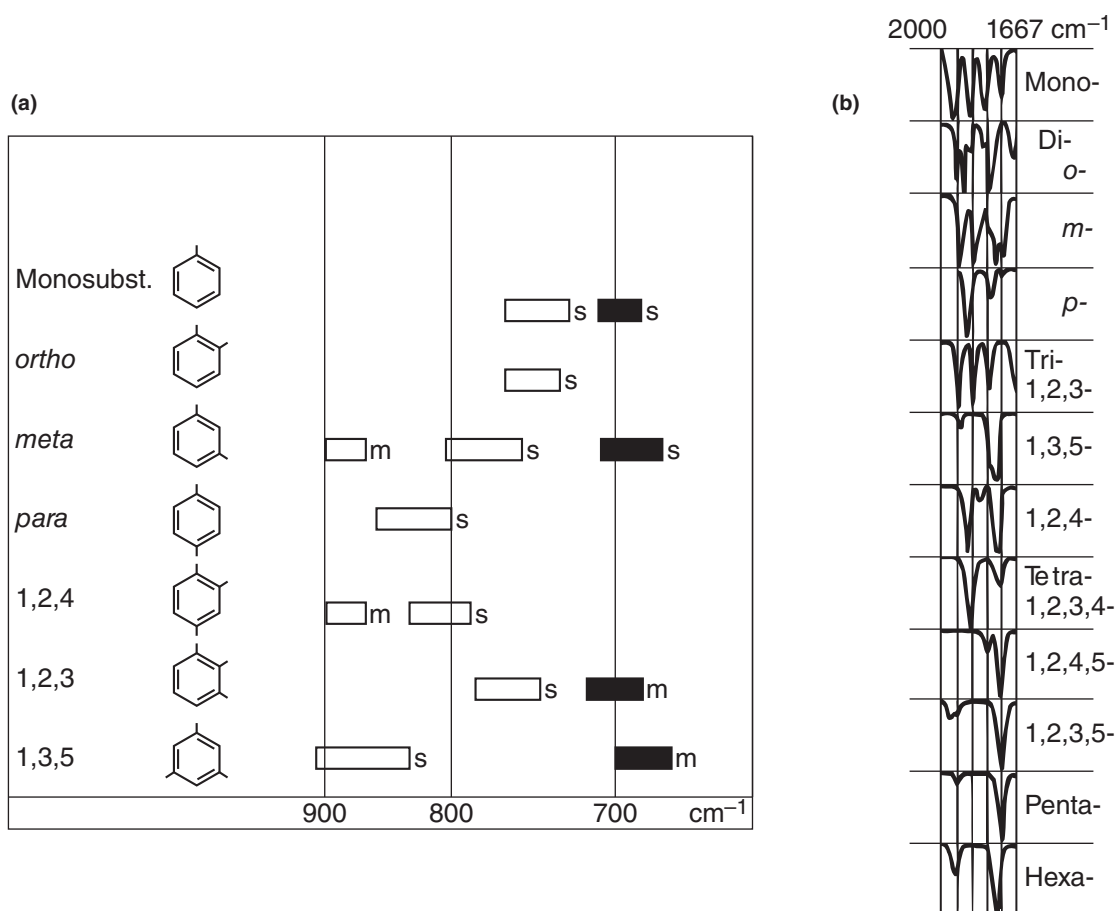 (a)
Monosubst.
s
s
ortho
s
meta
m
s
s
para
s
1,2,4
m
s
1,2,3
s
m
1,3,5
s
m
900
800
700
cm⁻¹
(b)
2000
1667 cm⁻¹
Mono-
Di-
o-
m-
p-
Tri-
1,2,3-
1,3,5-
1,2,4-
Tetra-
1,2,3,4-
1,2,4,5-
1,2,3,5-
Penta-
Hexa-